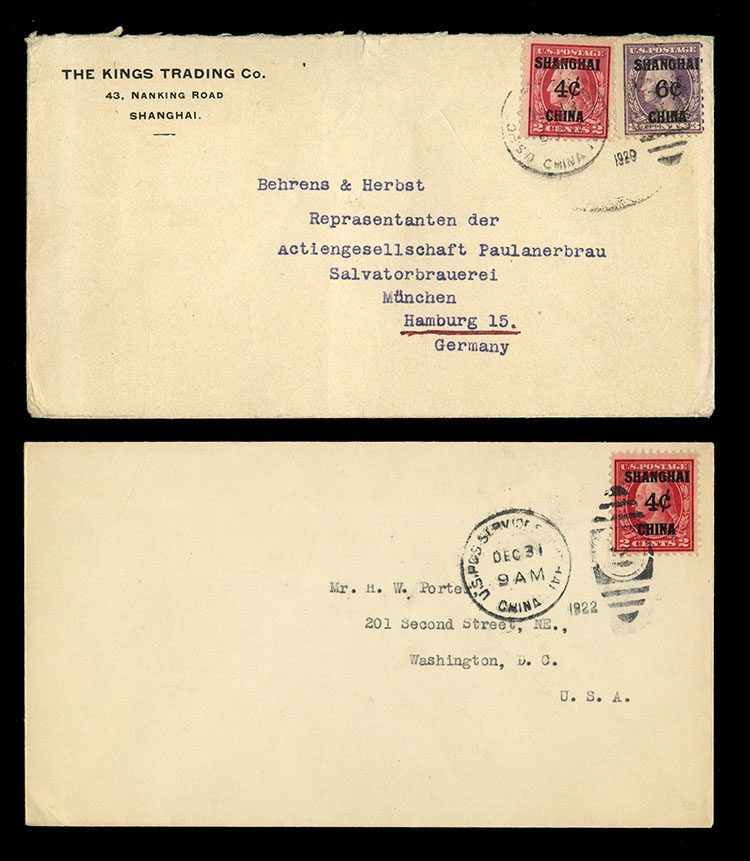 THE KINGS TRADING Co.
43, NANKING ROAD
SHANGHAI.
U.S. POSTAGE
SHANGHAI
4¢
CHINA
2 CENTS 2
U.S. POSTAGE
SHANGHAI
6¢
CHINA
CHINA
1920
Behrens & Herbst
Reprasentanten der
Actiengesellschaft Paulanerbrau
Salvatorbrauerei
München
Hamburg 15.
Germany
U.S. POSTAGE
SHANGHAI
4¢
CHINA
2 CENTS 2
DEC 31
9 AM
CHINA
1922
Mr. H. W. Porter
201 Second Street, NE.,
Washington, D. C.
U. S. A.